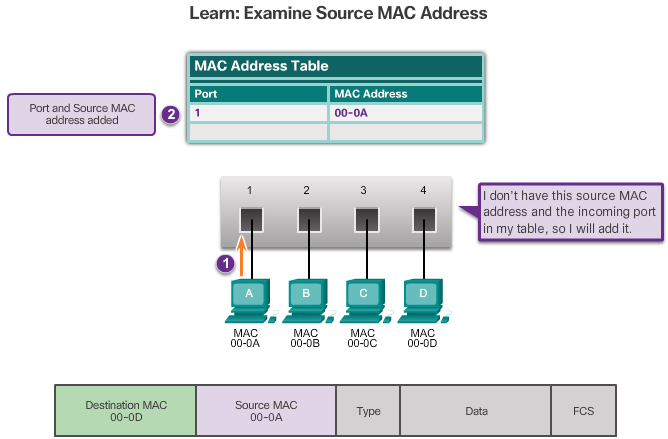 Learn: Examine Source MAC Address
MAC Address Table
Port MAC Address
1 00-0A
Port and Source MAC
address added
2
1 2 3 4
I don't have this source MAC
address and the incoming port
in my table, so I will add it.
1
A B C D
MAC MAC MAC MAC
00-0A 00-0B 00-0C 00-0D
Destination MAC
00-0D
Source MAC
00-0A
Type
Data
FCS